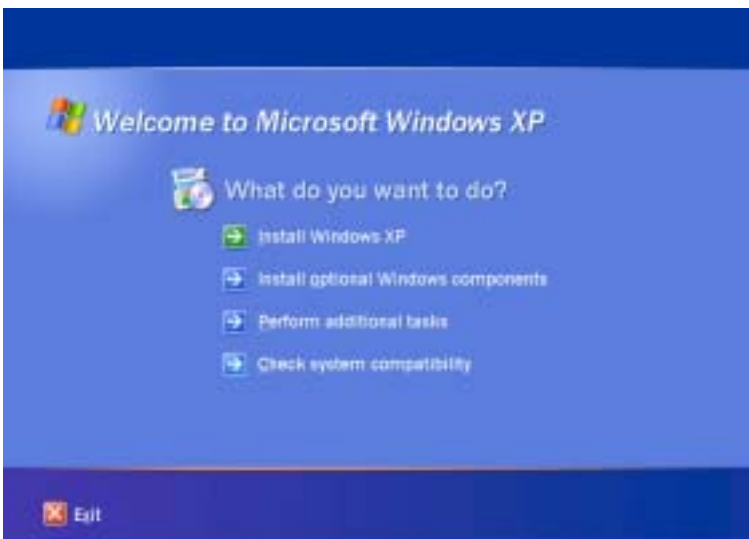 Welcome to Microsoft Windows XP
What do you want to do?
Install Windows XP
Install optional Windows components
Perform additional tasks
Check system compatibility
Exit